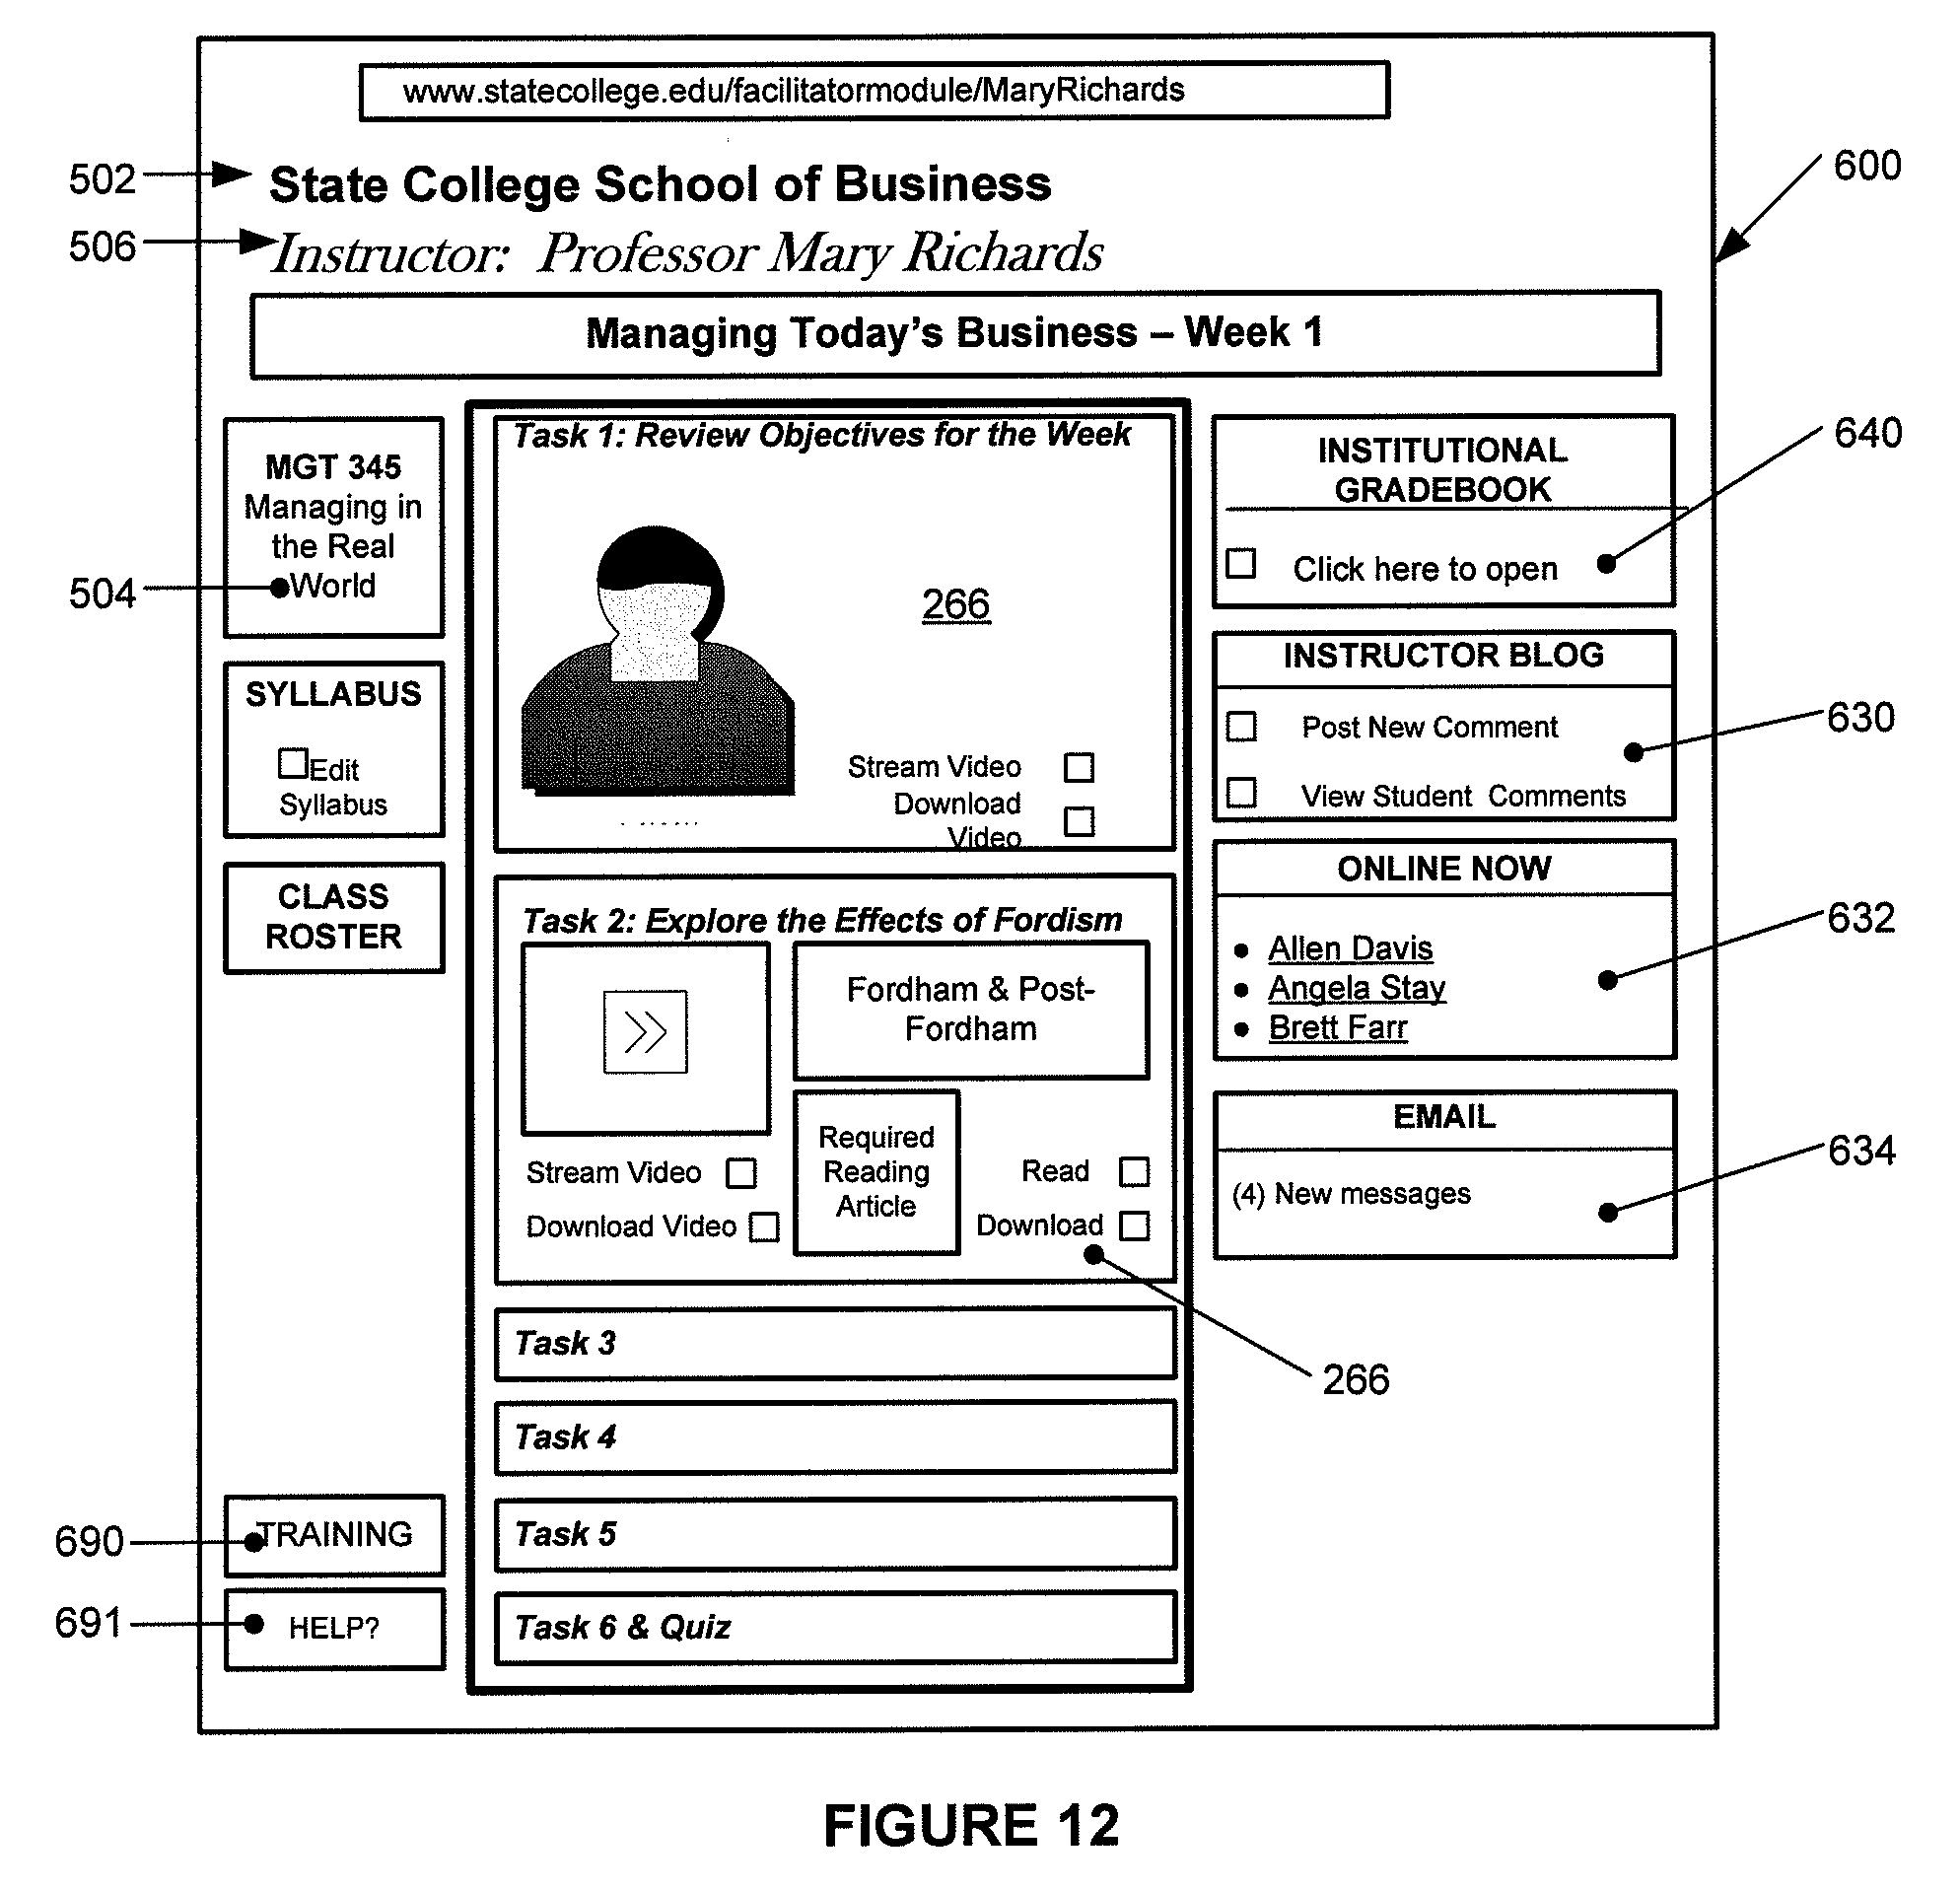 www.statecollege.edu/facilitatormodule/MaryRichards
502
State College School of Business
600
506
Instructor: Professor Mary Richards
Managing Today's Business – Week 1
MGT 345
Managing in
the Real
World
504
SYLLABUS
Edit
Syllabus
CLASS
ROSTER
TRAINING
690
HELP?
691
Task 1: Review Objectives for the Week
266
Stream Video
Download
Video
Task 2: Explore the Effects of Fordism
Fordham & Post-
Fordham
Stream Video
Download Video
Required
Reading
Article
Read
Download
266
Task 3
Task 4
Task 5
Task 6 & Quiz
INSTITUTIONAL
GRADEBOOK
Click here to open
640
INSTRUCTOR BLOG
Post New Comment
View Student Comments
630
ONLINE NOW
• Allen Davis
• Angela Stay
• Brett Farr
632
EMAIL
(4) New messages
634
FIGURE 12